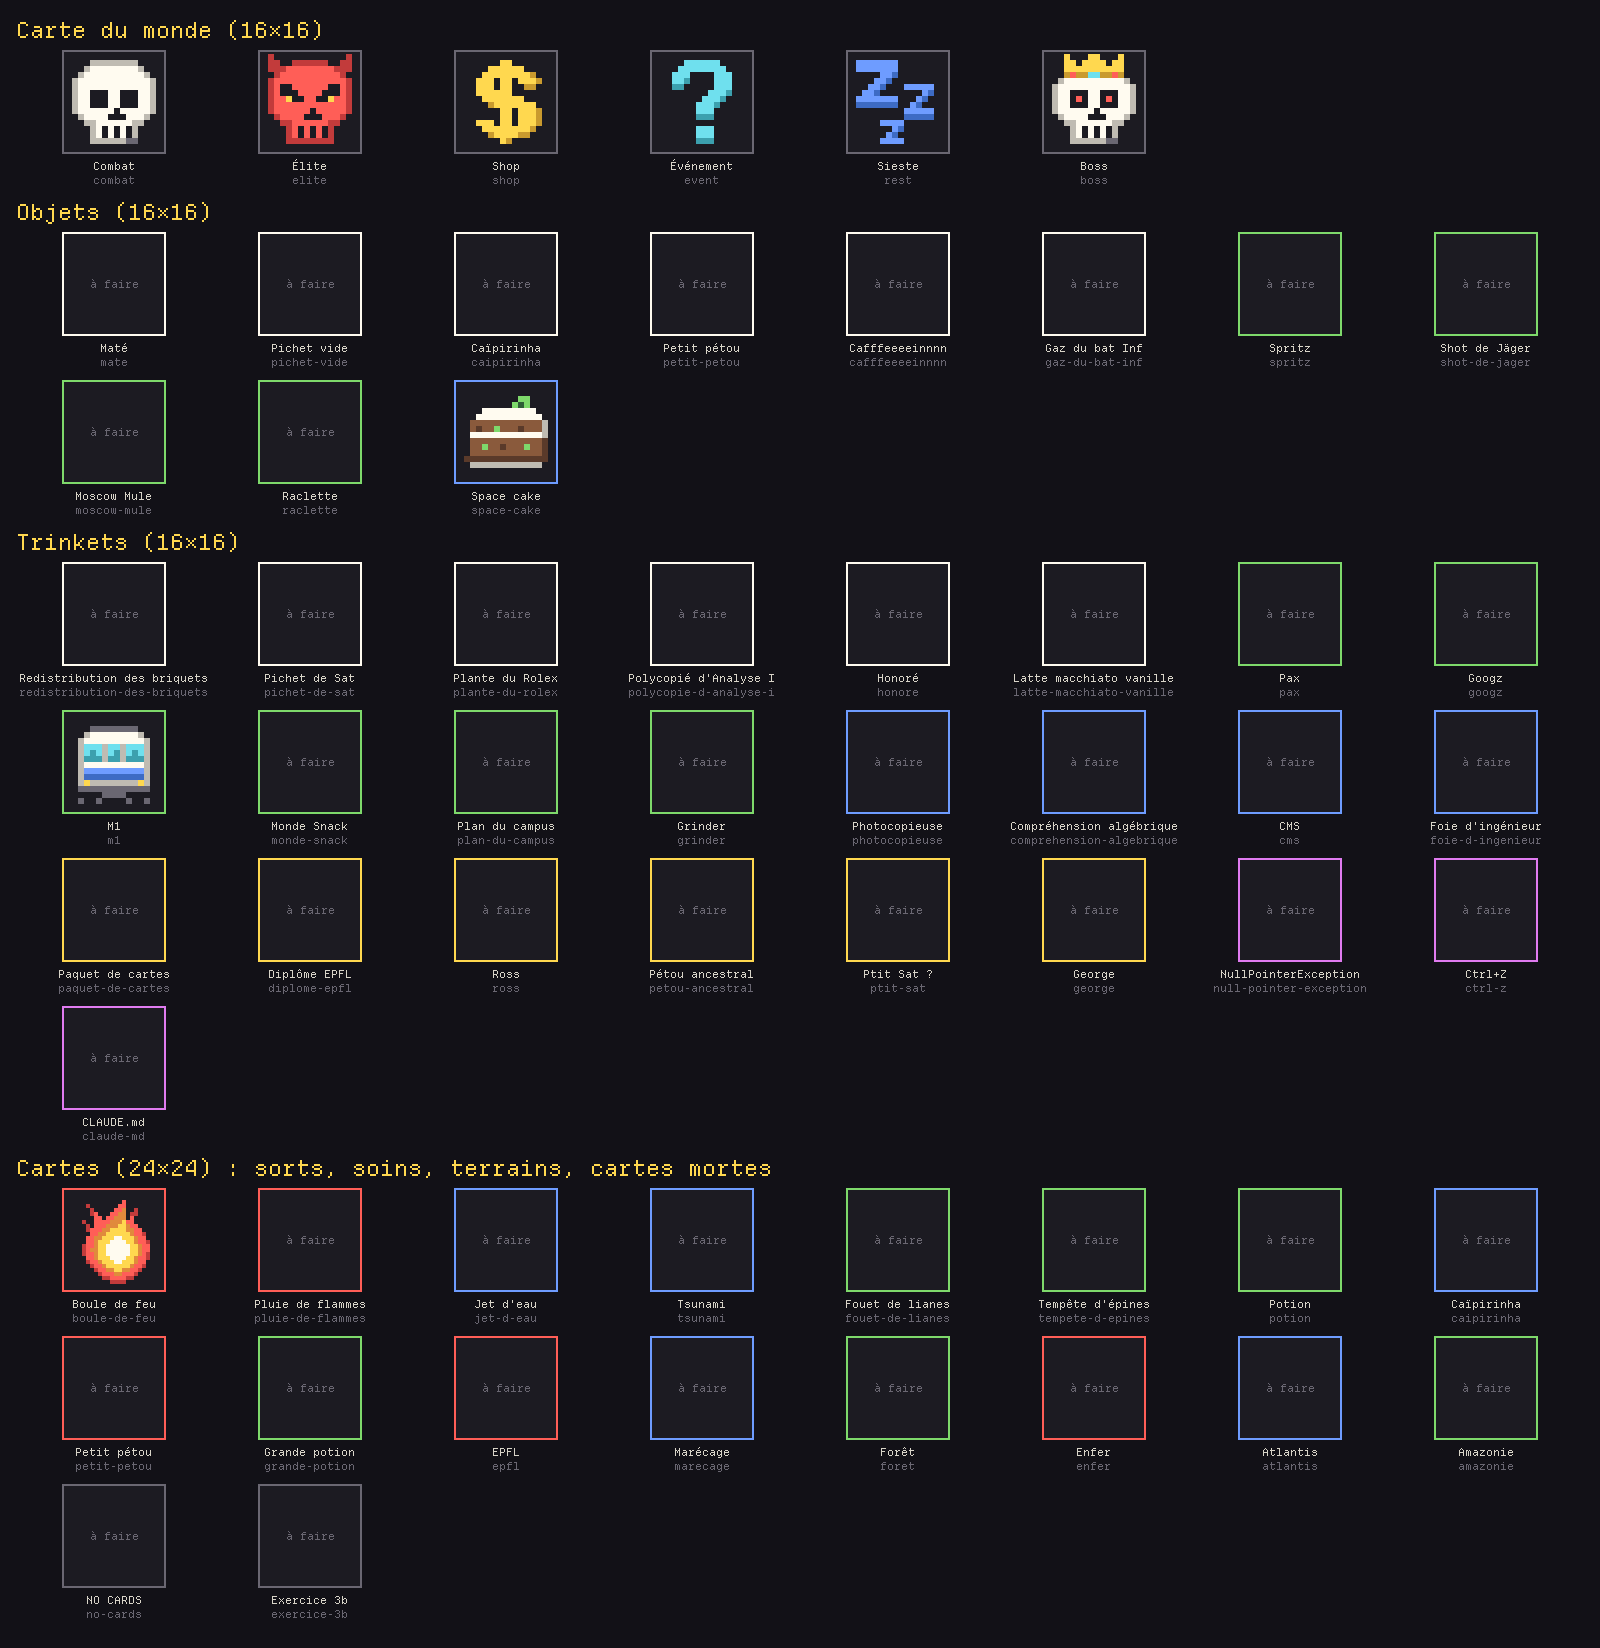 Carte du monde (16×16)
Combat Élite Shop Événement Sieste Boss
combat elite shop event rest boss
Objets (16×16)
à faire à faire à faire à faire à faire à faire à faire à faire
Maté Pichet vide Caïpirinha Petit pétou Cafffeeeeinnnn Gaz du bat Inf Spritz Shot de Jäger
mate pichet-vide caipirinha petit-petou cafffeeeeinnnn gaz-du-bat-inf spritz shot-de-jager
à faire à faire
Moscow Mule Raclette Space cake
moscow-mule raclette space-cake
Trinkets (16×16)
à faire à faire à faire à faire à faire à faire à faire à faire
Redistribution des briquets Pichet de Sat Plante du Rolex Polycopié d'Analyse I Honoré Latte macchiato vanille Pax Googz
redistribution-des-briquets pichet-de-sat plante-du-rolex polycopie-d-analyse-i honore latte-macchiato-vanille pax googz
à faire à faire à faire à faire à faire à faire à faire
M1 Monde Snack Plan du campus Grinder Photocopieuse Compréhension algébrique CMS Foie d'ingénieur
m1 monde-snack plan-du-campus grinder photocopieuse comprehension-algebrique cms foie-d-ingenieur
à faire à faire à faire à faire à faire à faire à faire à faire
Paquet de cartes Diplôme EPFL Ross Pétou ancestral Ptit Sat ? George NullPointerException Ctrl+Z
paquet-de-cartes diplome-epfl ross petou-ancestral ptit-sat george null-pointer-exception ctrl-z
à faire
CLAUDE.md
claude-md
Cartes (24×24) : sorts, soins, terrains, cartes mortes
à faire à faire à faire à faire à faire à faire à faire
Boule de feu Pluie de flammes Jet d'eau Tsunami Fouet de lianes Tempête d'épines Potion Caïpirinha
boule-de-feu pluie-de-flammes jet-d-eau tsunami fouet-de-lianes tempete-d-epines potion caipirinha
à faire à faire à faire à faire à faire à faire à faire à faire
Petit pétou Grande potion EPFL Marécage Forêt Enfer Atlantis Amazonie
petit-petou grande-potion epfl marecage foret enfer atlantis amazonie
à faire à faire
NO CARDS Exercice 3b
no-cards exercice-3b